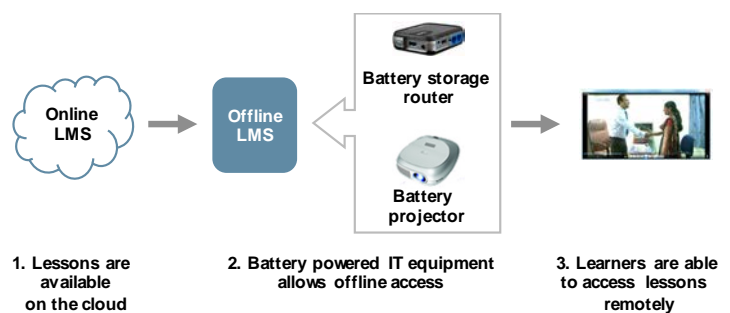 Online
LMS
Offline
LMS
Battery storage
router
Battery
projector
1. Lessons are
available
on the cloud
2. Battery powered IT equipment
allows offline access
3. Learners are able
to access lessons
remotely